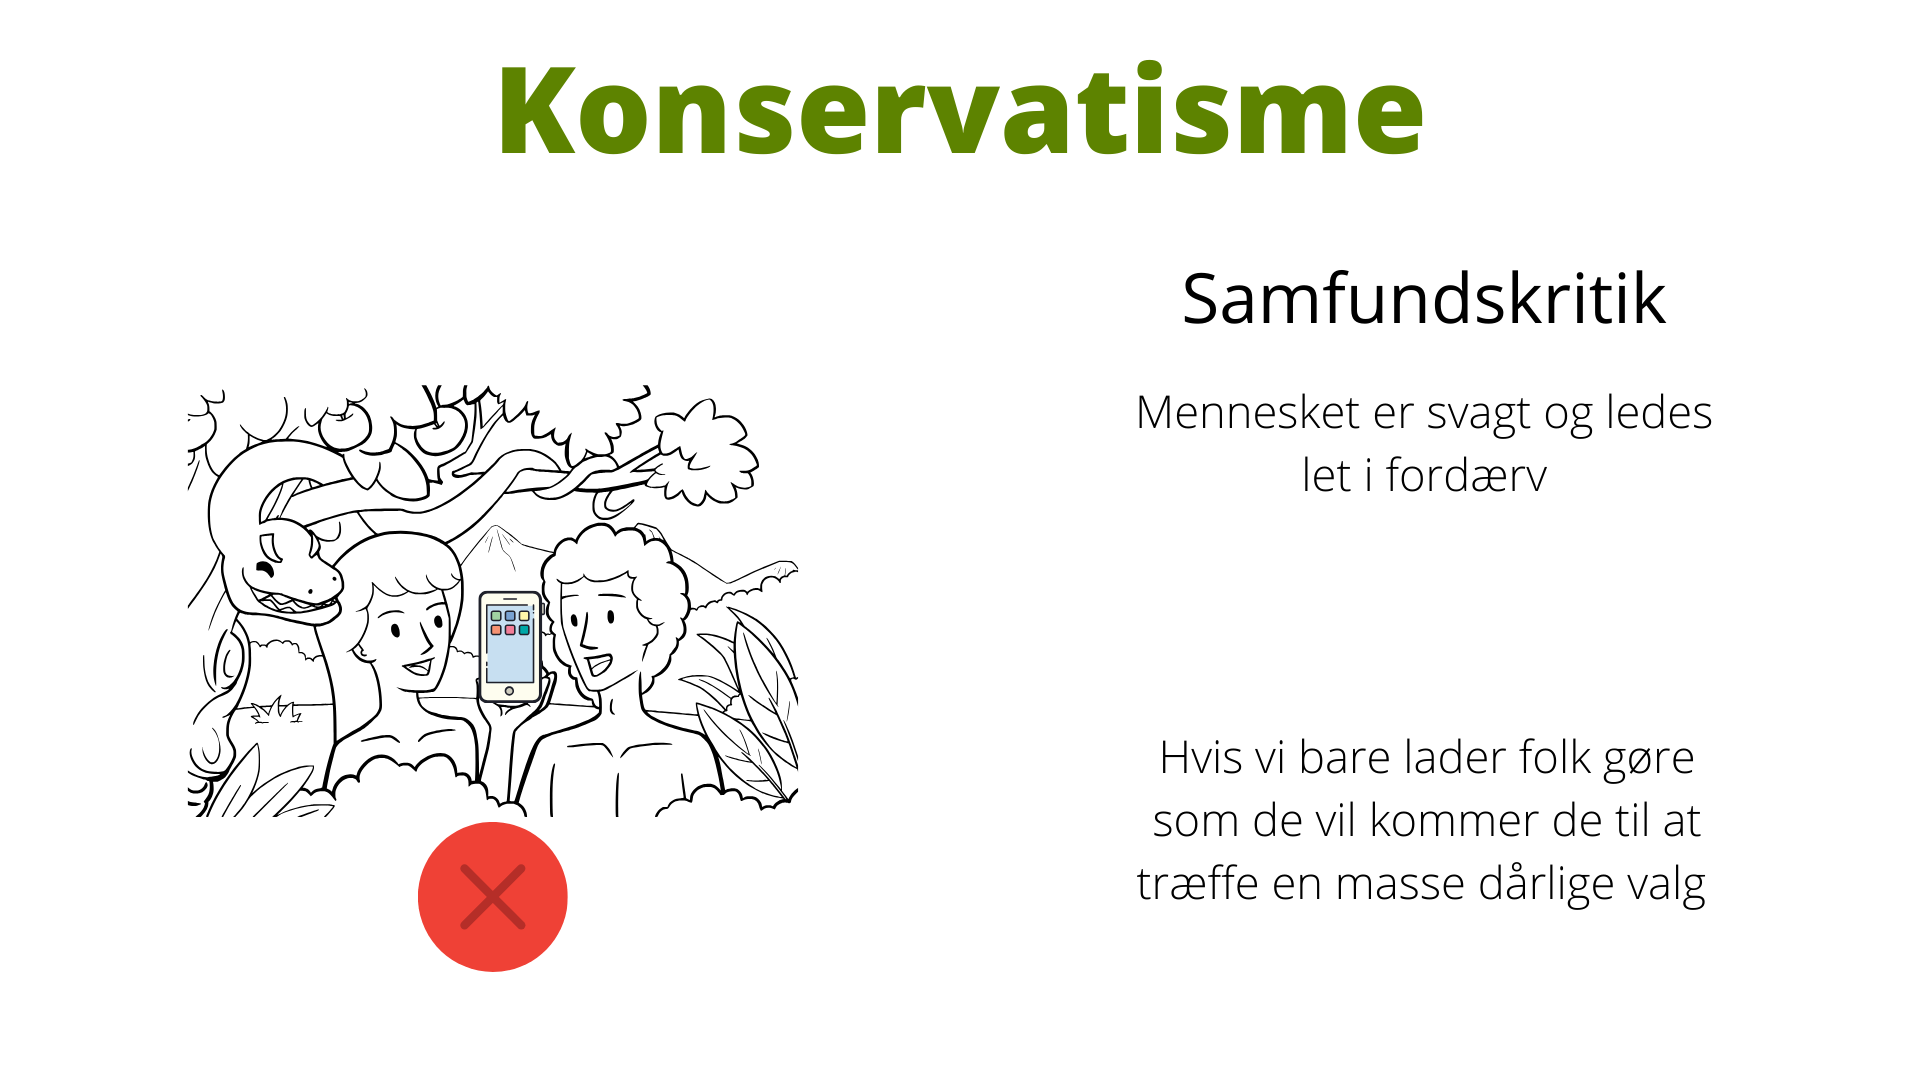 Konservatisme
Samfundskritik
Mennesket er svagt og ledes
let i fordærv
Hvis vi bare lader folk gøre
som de vil kommer de til at
træffe en masse dårlige valg